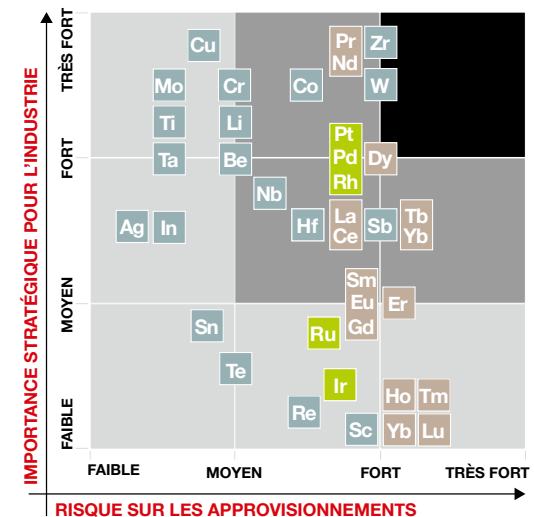 IMPORTANCE STRATÉGIQUE POUR L'INDUSTRIE
TRÈS FORT
FORT
MOYEN
FAIBLE
Cu
Pr
Nd
Zr
Mo
Cr
Co
W
Ti
Li
Pt
Pd
Rh
Ta
Be
Dy
Nb
Ag
In
Hf
La
Ce
Sb
Tb
Yb
Sm
Eu
Gd
Er
Sn
Ru
Te
Ir
Re
Ho
Tm
Sc
Yb
Lu
FAIBLE
MOYEN
FORT
TRÈS FORT
RISQUE SUR LES APPROVISIONNEMENTS